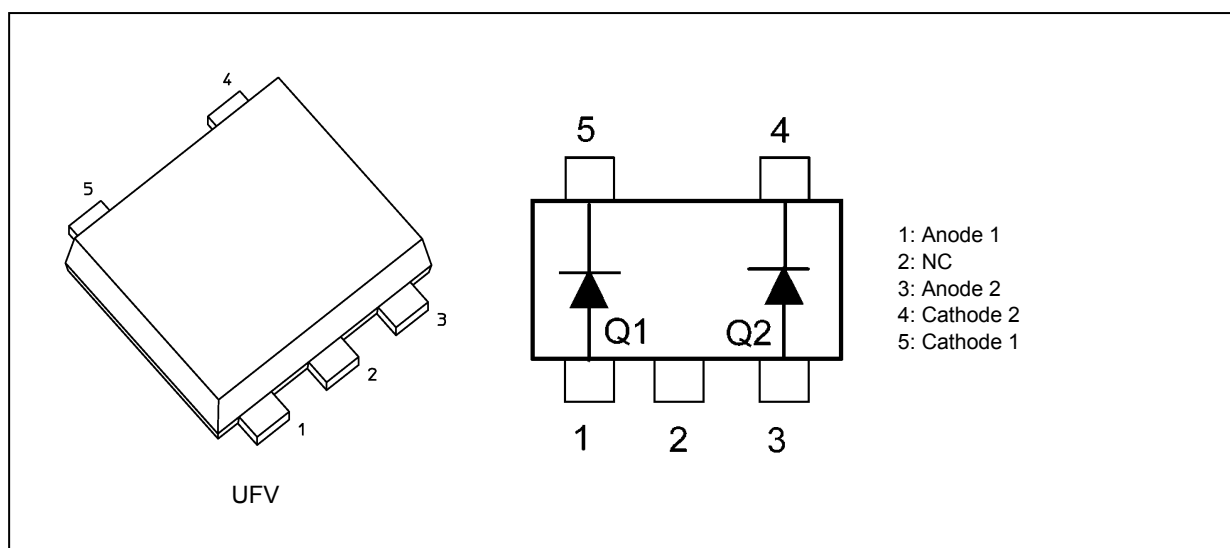 4
5
3
2
1
UFV
5 4
Q1 Q2
1 2 3
1: Anode 1
2: NC
3: Anode 2
4: Cathode 2
5: Cathode 1